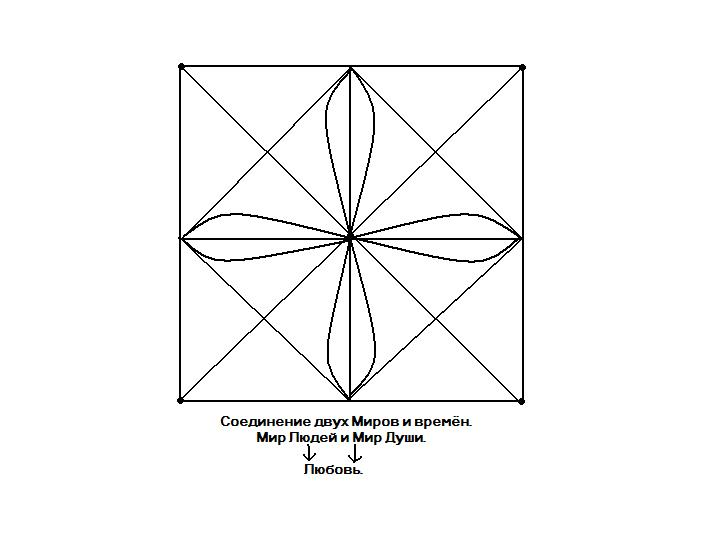 Соединение двух Миров и времён.
Мир Людей и Мир Души.
Любовь.